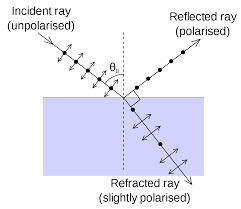 Incident ray
(unpolarised)
Reflected ray
(polarised)
θB
Refracted ray
(slightly polarised)